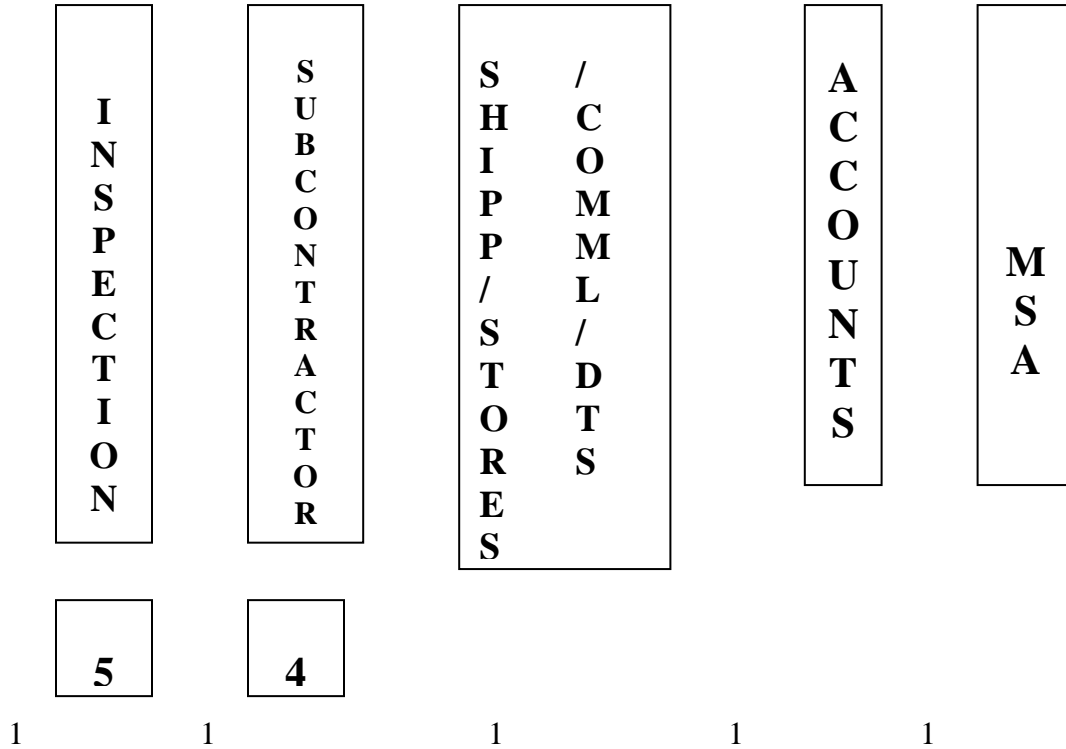 INSPECTION
SUBCONTRACTOR
SHIPP/STORES
/COMML/DTS
ACCOUNTS
MSA
5 4
1 1 1 1 1